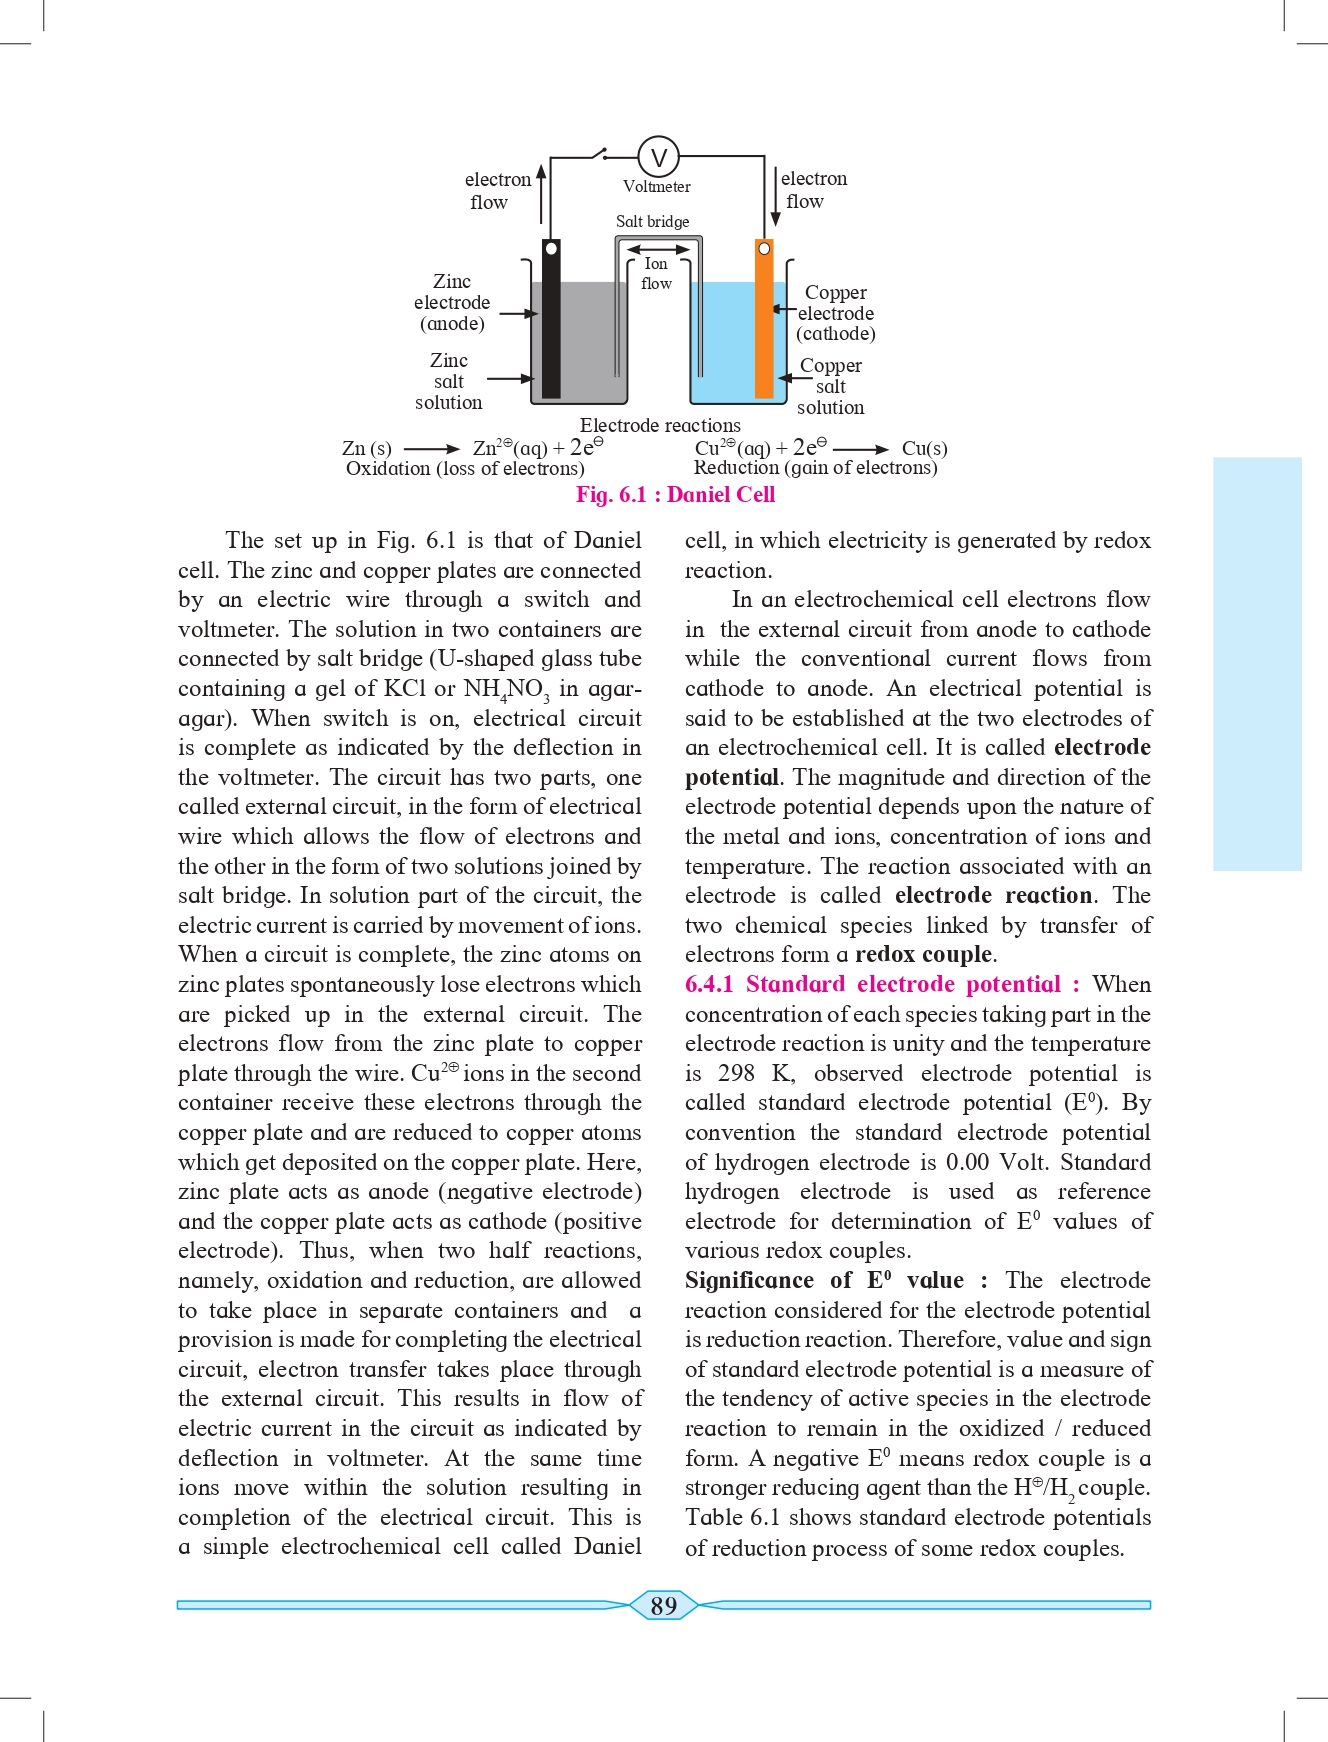 V
Voltmeter
electron
flow
electron
flow
Salt bridge
Ion
flow
Zinc
electrode
(anode)
Zinc
salt
solution
Copper
electrode
(cathode)
Copper
salt
solution
Electrode reactions
Zn (s) ⟶ Zn²⊕(aq) + 2e⊖
Cu²⊕(aq) + 2e⊖ ⟶ Cu(s)
Oxidation (loss of electrons)
Reduction (gain of electrons)
Fig. 6.1 : Daniel Cell
The set up in Fig. 6.1 is that of Daniel
cell. The zinc and copper plates are connected
by an electric wire through a switch and
voltmeter. The solution in two containers are
connected by salt bridge (U-shaped glass tube
containing a gel of KCl or NH₄NO₃ in agar-
agar). When switch is on, electrical circuit
is complete as indicated by the deflection in
the voltmeter. The circuit has two parts, one
called external circuit, in the form of electrical
wire which allows the flow of electrons and
the other in the form of two solutions joined by
salt bridge. In solution part of the circuit, the
electric current is carried by movement of ions.
When a circuit is complete, the zinc atoms on
zinc plates spontaneously lose electrons which
are picked up in the external circuit. The
electrons flow from the zinc plate to copper
plate through the wire. Cu²⊕ ions in the second
container receive these electrons through the
copper plate and are reduced to copper atoms
which get deposited on the copper plate. Here,
zinc plate acts as anode (negative electrode)
and the copper plate acts as cathode (positive
electrode). Thus, when two half reactions,
namely, oxidation and reduction, are allowed
to take place in separate containers and a
provision is made for completing the electrical
circuit, electron transfer takes place through
the external circuit. This results in flow of
electric current in the circuit as indicated by
deflection in voltmeter. At the same time
ions move within the solution resulting in
completion of the electrical circuit. This is
a simple electrochemical cell called Daniel
cell, in which electricity is generated by redox
reaction.
In an electrochemical cell electrons flow
in the external circuit from anode to cathode
while the conventional current flows from
cathode to anode. An electrical potential is
said to be established at the two electrodes of
an electrochemical cell. It is called electrode
potential. The magnitude and direction of the
electrode potential depends upon the nature of
the metal and ions, concentration of ions and
temperature. The reaction associated with an
electrode is called electrode reaction. The
two chemical species linked by transfer of
electrons form a redox couple.
6.4.1 Standard electrode potential : When
concentration of each species taking part in the
electrode reaction is unity and the temperature
is 298 K, observed electrode potential is
called standard electrode potential (E⁰). By
convention the standard electrode potential
of hydrogen electrode is 0.00 Volt. Standard
hydrogen electrode is used as reference
electrode for determination of E⁰ values of
various redox couples.
Significance of E⁰ value : The electrode
reaction considered for the electrode potential
is reduction reaction. Therefore, value and sign
of standard electrode potential is a measure of
the tendency of active species in the electrode
reaction to remain in the oxidized / reduced
form. A negative E⁰ means redox couple is a
stronger reducing agent than the H⊕/H₂ couple.
Table 6.1 shows standard electrode potentials
of reduction process of some redox couples.
89